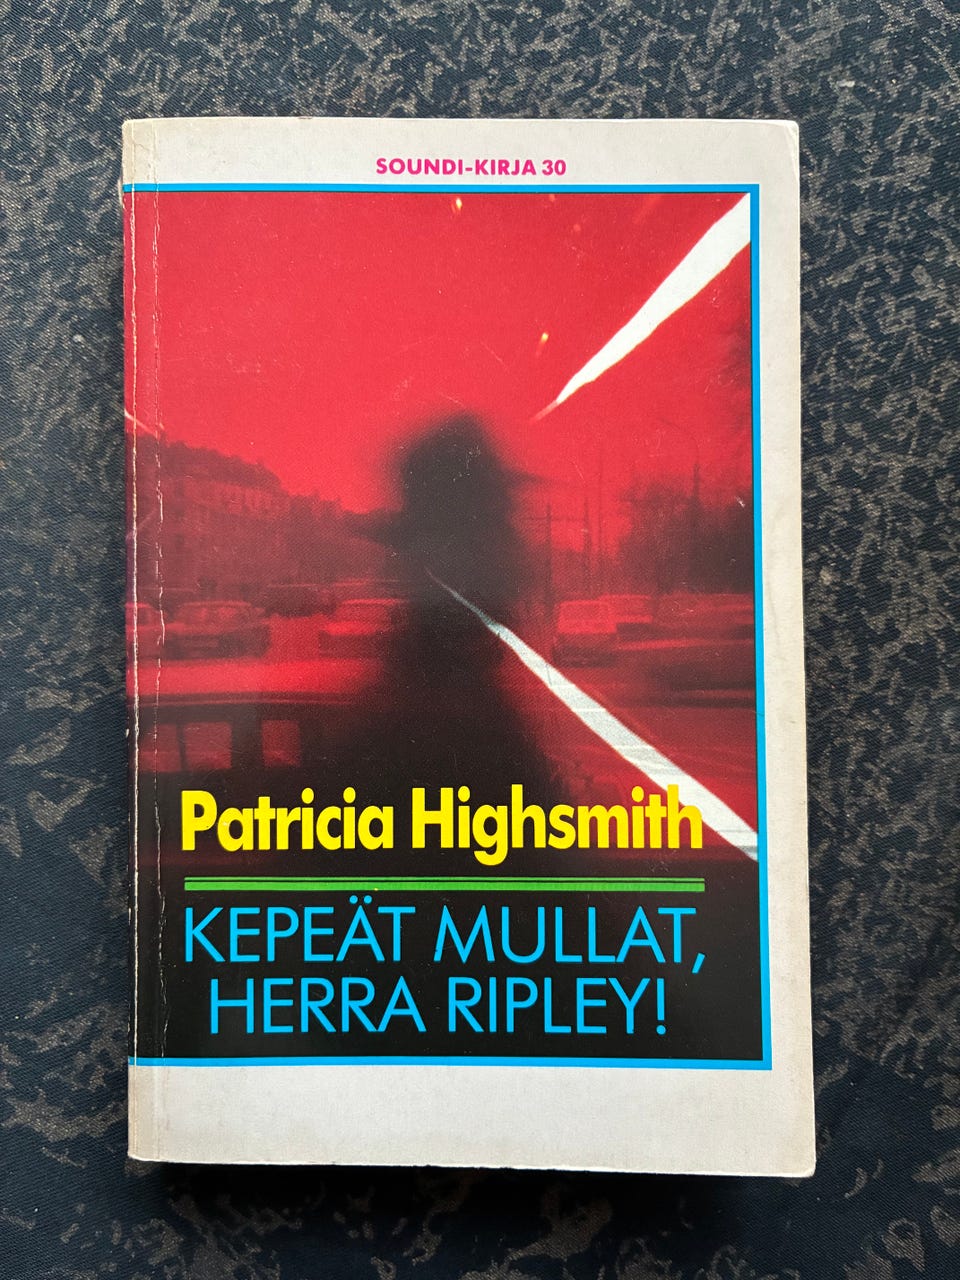 SOUNDI-KIRJA 30
Patricia Highsmith
KEPEÄT MULLAT,
HERRA RIPLEY!